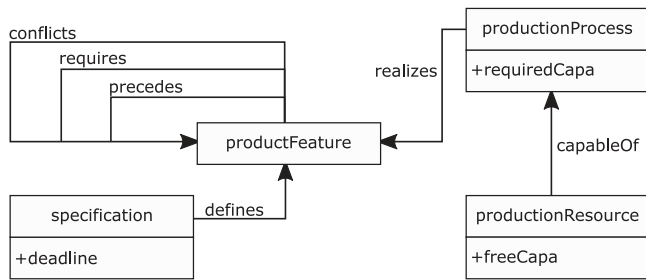 conflicts
requires
precedes
productFeature
realizes
productionProcess
+requiredCapa
capableOf
specification
+deadline
defines
productionResource
+freeCapa